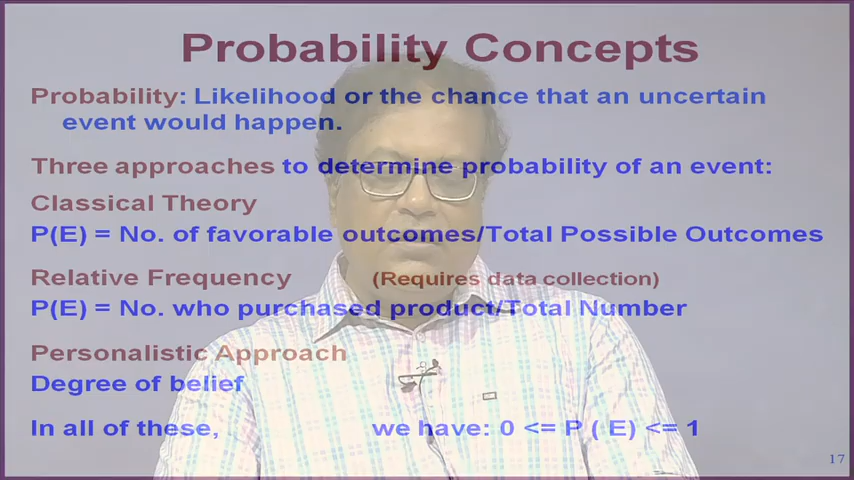 Probability Concepts
Probability: Likelihood or the chance that an uncertain
event would happen.
Three approaches to determine probability of an event:
Classical Theory
P(E) = No. of favorable outcomes/Total Possible Outcomes
Relative Frequency (Requires data collection)
P(E) = No. who purchased product/Total Number
Personalistic Approach
Degree of belief
In all of these, we have: 0 <= P ( E) <= 1
17